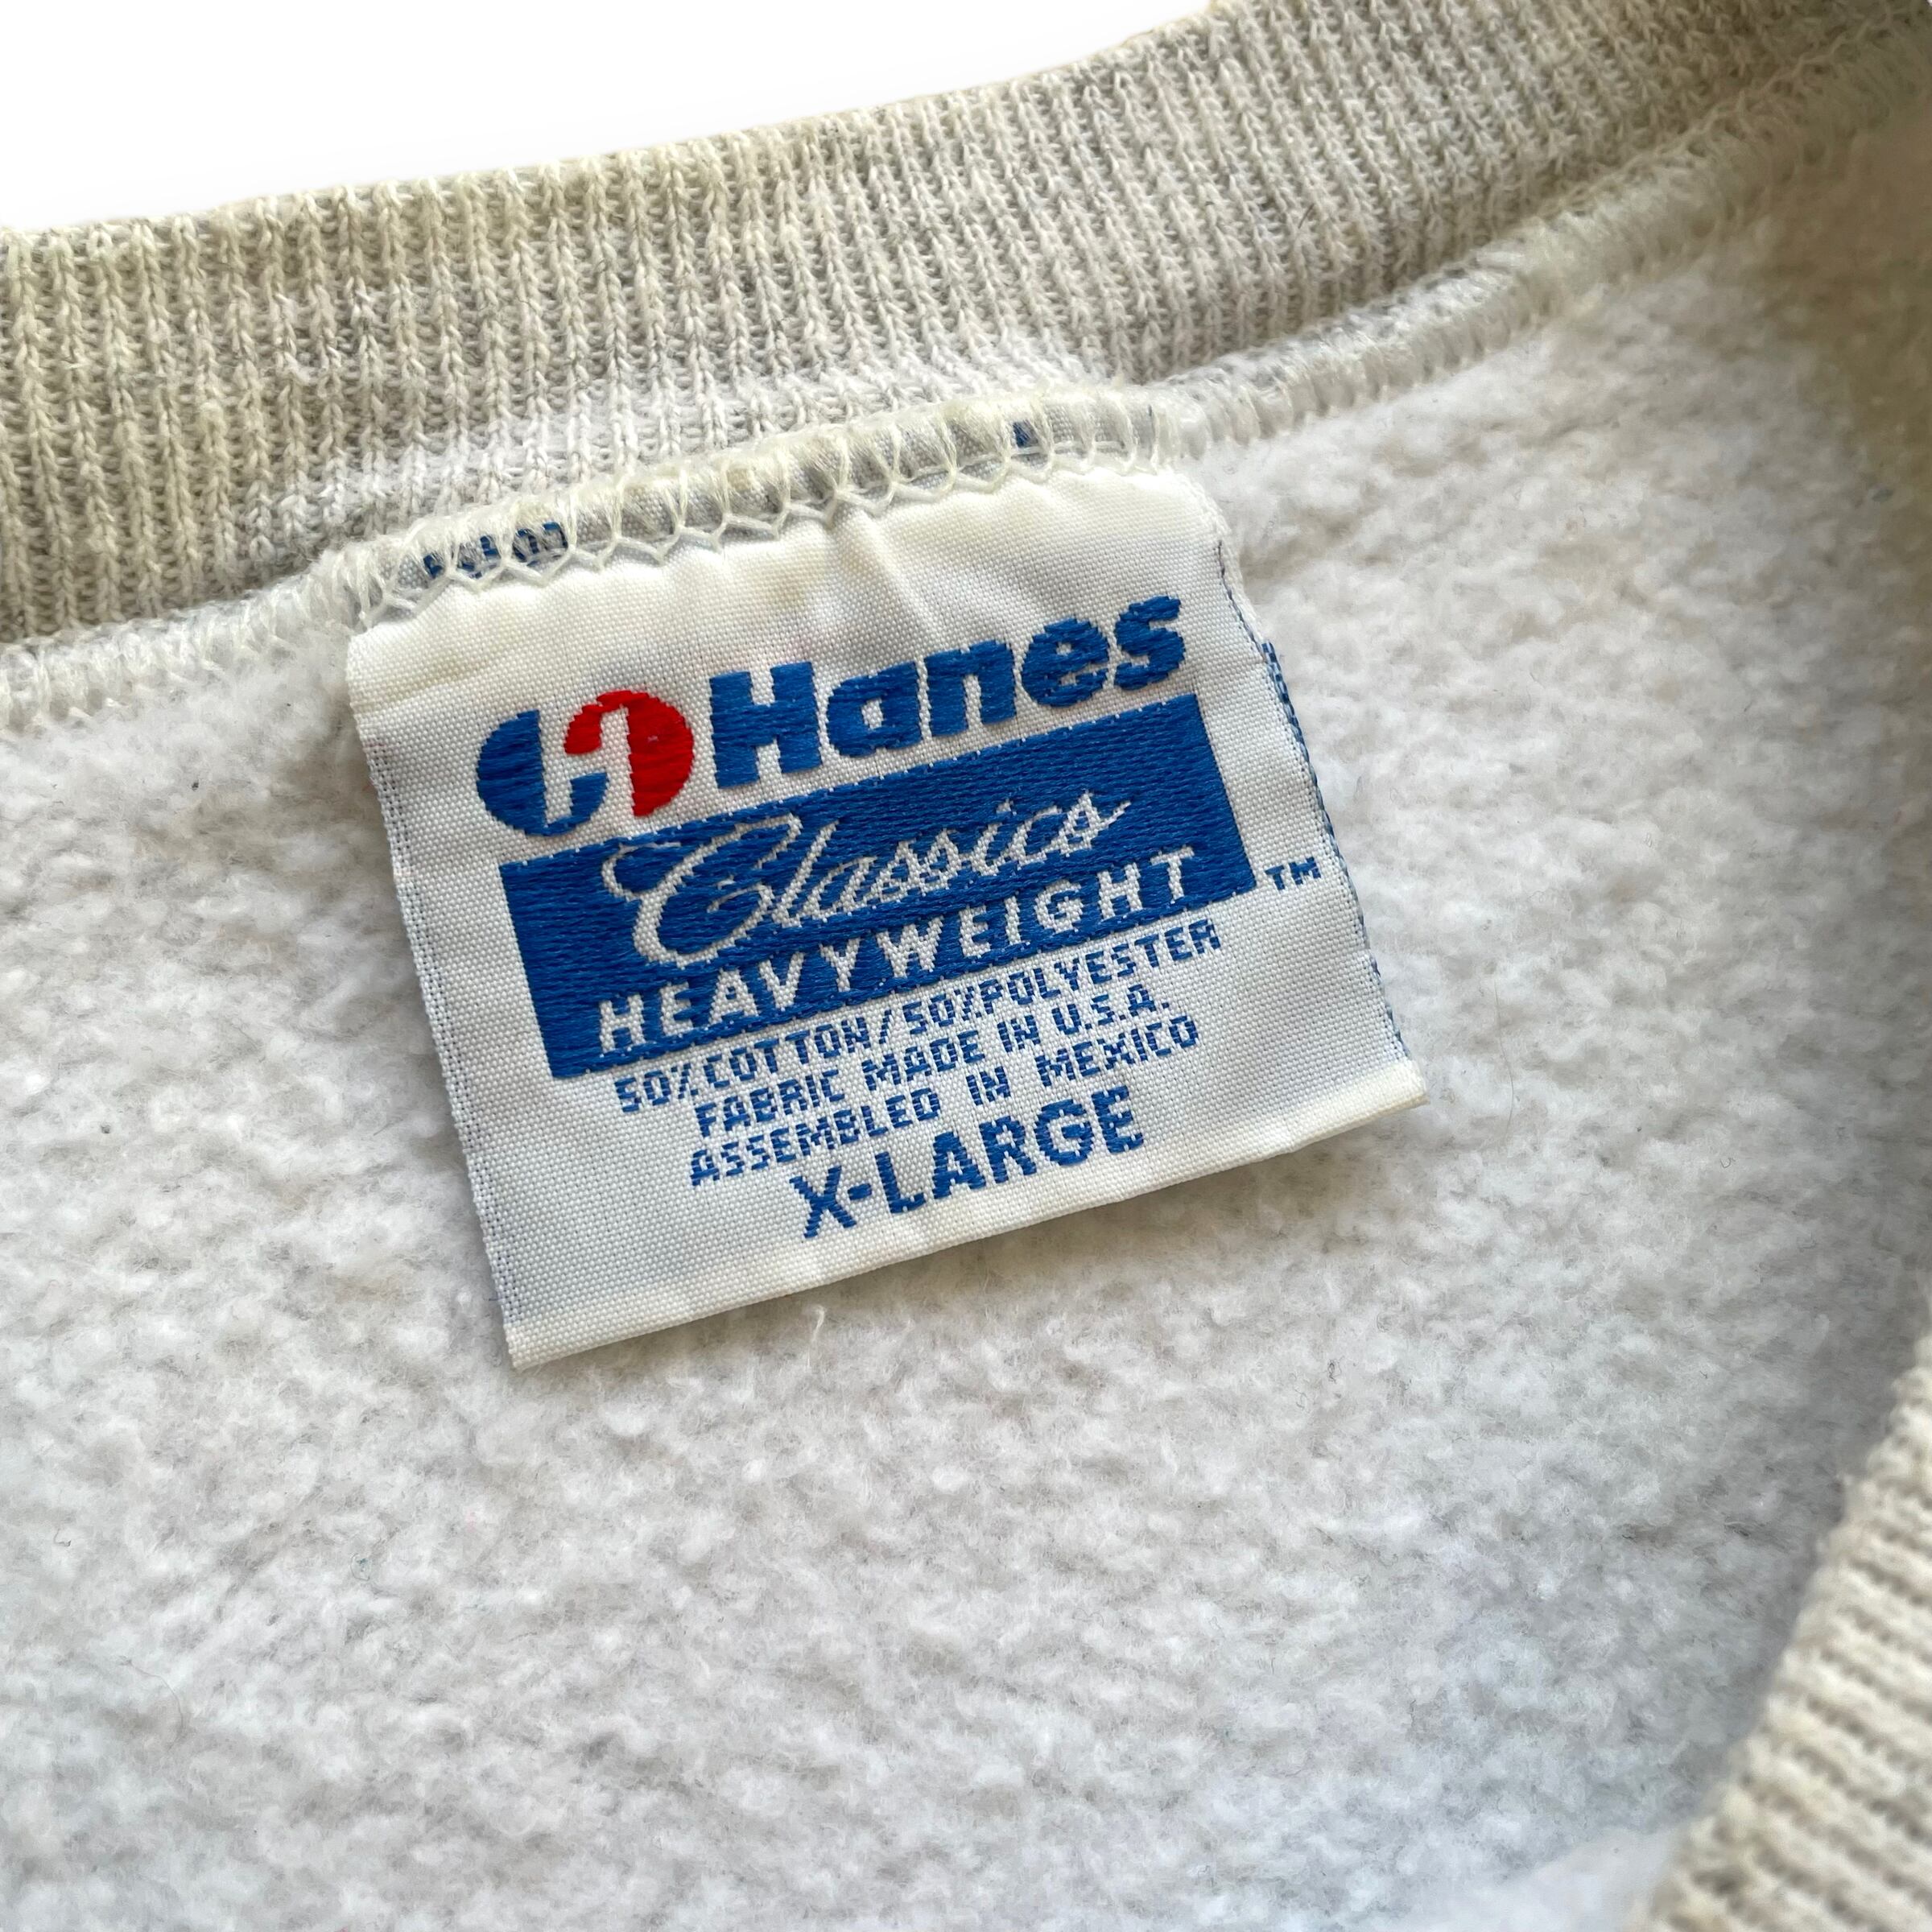 Hanes
Classics
HEAVYWEIGHT
™
50%COTTON/50%POLYESTER
FABRIC MADE IN U.S.A.
ASSEMBLED IN MEXICO
X-LARGE